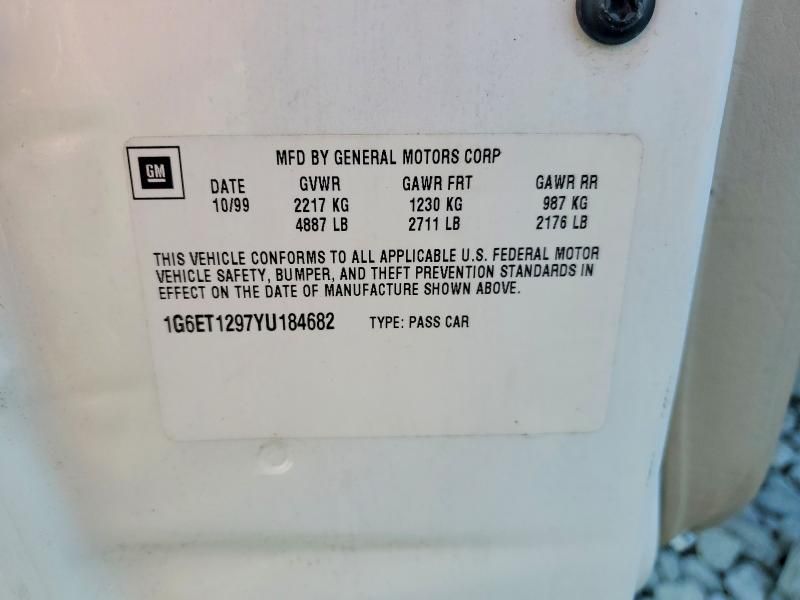 MFD BY GENERAL MOTORS CORP
GM
DATE GVWR GAWR FRT GAWR RR
10/99 2217 KG 1230 KG 987 KG
4887 LB 2711 LB 2176 LB
THIS VEHICLE CONFORMS TO ALL APPLICABLE U.S. FEDERAL MOTOR
VEHICLE SAFETY, BUMPER, AND THEFT PREVENTION STANDARDS IN
EFFECT ON THE DATE OF MANUFACTURE SHOWN ABOVE.
1G6ET1297YU184682 TYPE: PASS CAR